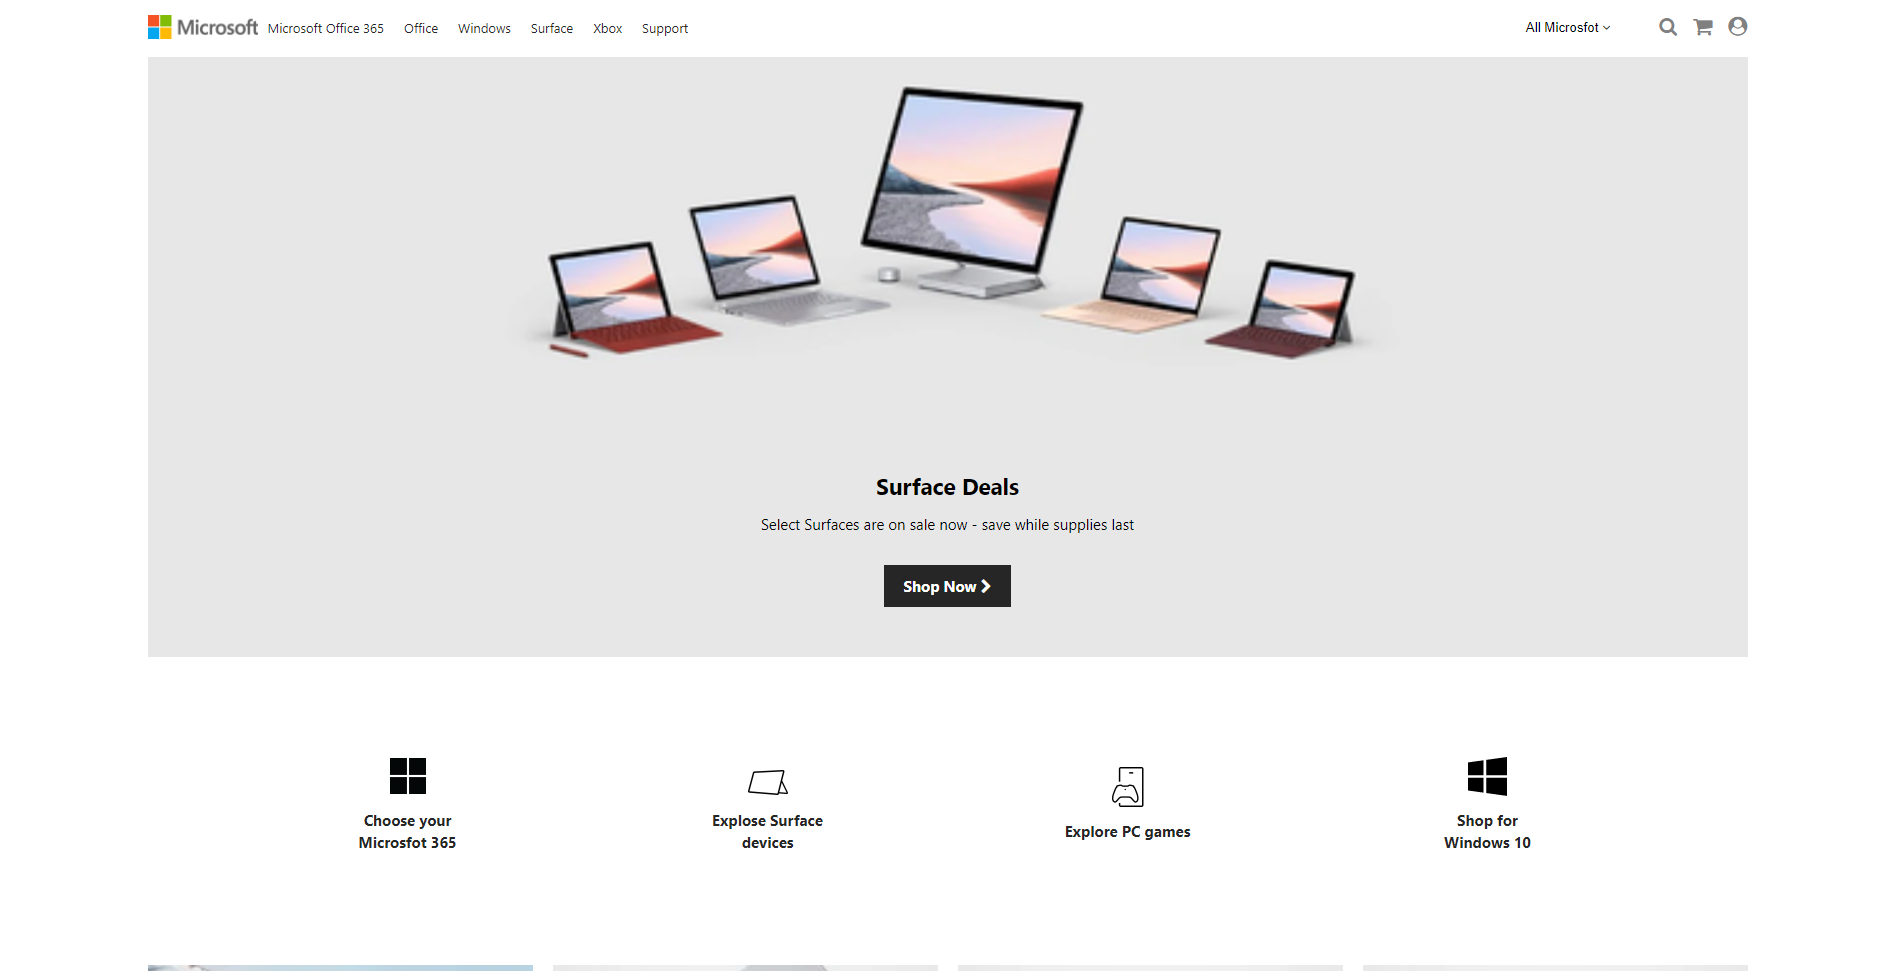 Microsoft Microsoft Office 365 Office Windows Surface Xbox Support All Microsfot
Surface Deals
Select Surfaces are on sale now - save while supplies last
Shop Now
Choose your
Microsfot 365
Explose Surface
devices
Explore PC games
Shop for
Windows 10